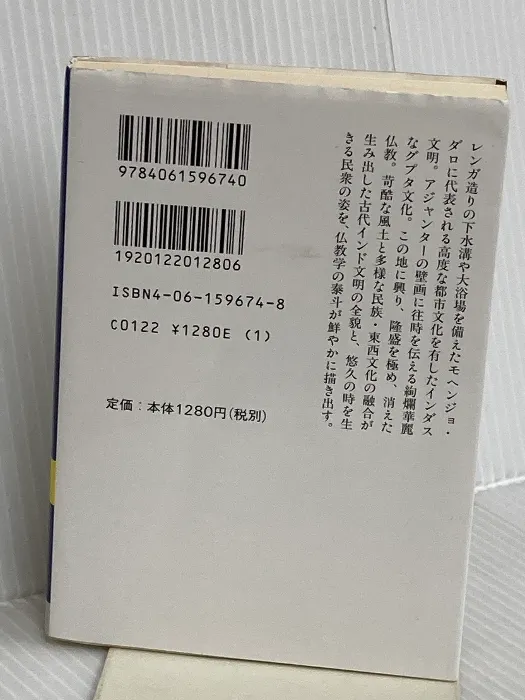 レンガ造りの下水溝や大浴場を備えたモヘンジョ・
ダロに代表される高度な都市文化を有したインダス
文明。アジャンターの壁画に往時を伝える絢爛華麗
なグプタ文化。この地に興り、隆盛を極め、消えた
仏教。苛酷な風土と多様な民族・東西文化の融合が
生み出した古代インド文明の全貌と、悠久の時を生
きる民衆の姿を、仏教学の泰斗が鮮やかに描き出す。
9784061596740
1920122012806
ISBN4-06-159674-8
C0122 ¥1280E (1)
定価：本体1280円(税別)